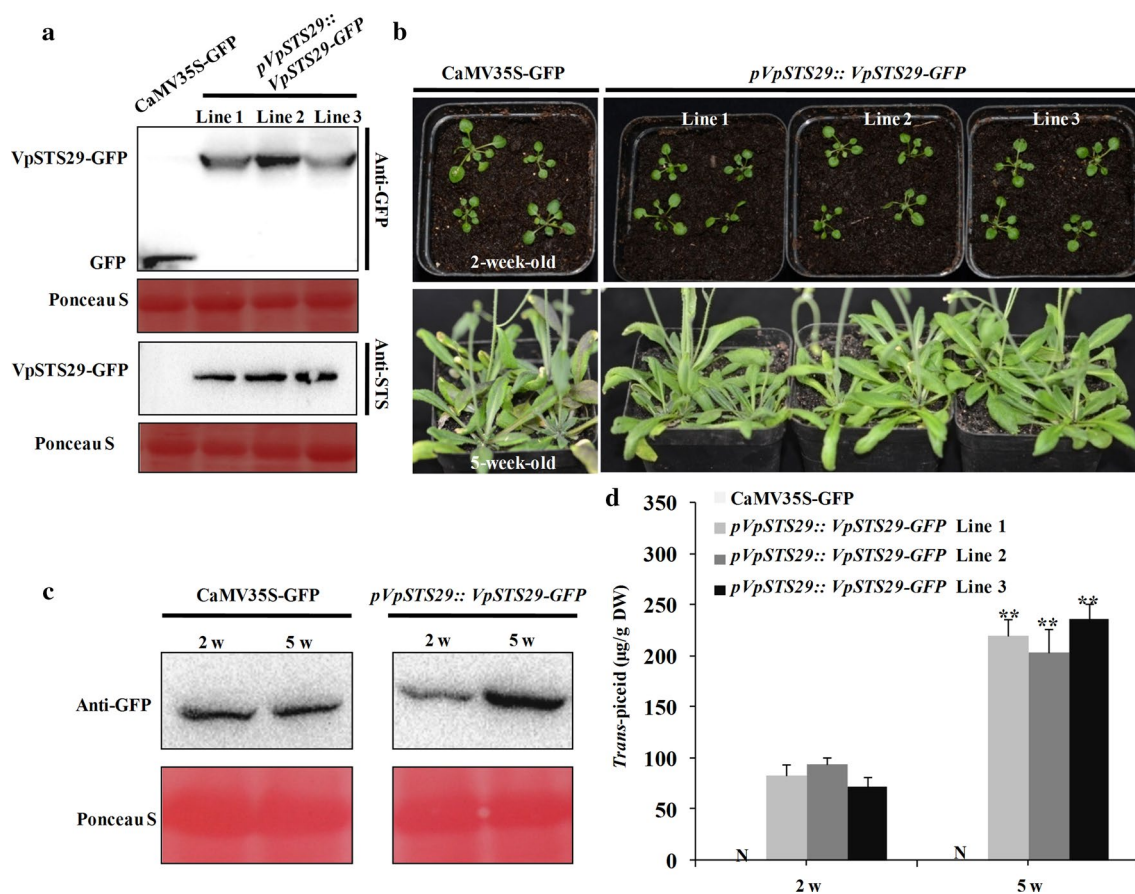 a
CaMV35S-GFP
pVpSTS29::
VpSTS29-GFP
Line 1 Line 2 Line 3
VpSTS29-GFP
GFP
Anti-GFP
Ponceau S
VpSTS29-GFP
Anti-STS
Ponceau S
b
CaMV35S-GFP
pVpSTS29:: VpSTS29-GFP
Line 1
Line 2
Line 3
2-week-old
5-week-old
c
CaMV35S-GFP
pVpSTS29:: VpSTS29-GFP
2 w 5 w
2 w 5 w
Anti-GFP
Ponceau S
d
CaMV35S-GFP
pVpSTS29:: VpSTS29-GFP Line 1
pVpSTS29:: VpSTS29-GFP Line 2
pVpSTS29:: VpSTS29-GFP Line 3
Trans-piceid (µg/g DW)
350
300
250
200
150
100
50
0
N
N
** ** **
2 w
5 w